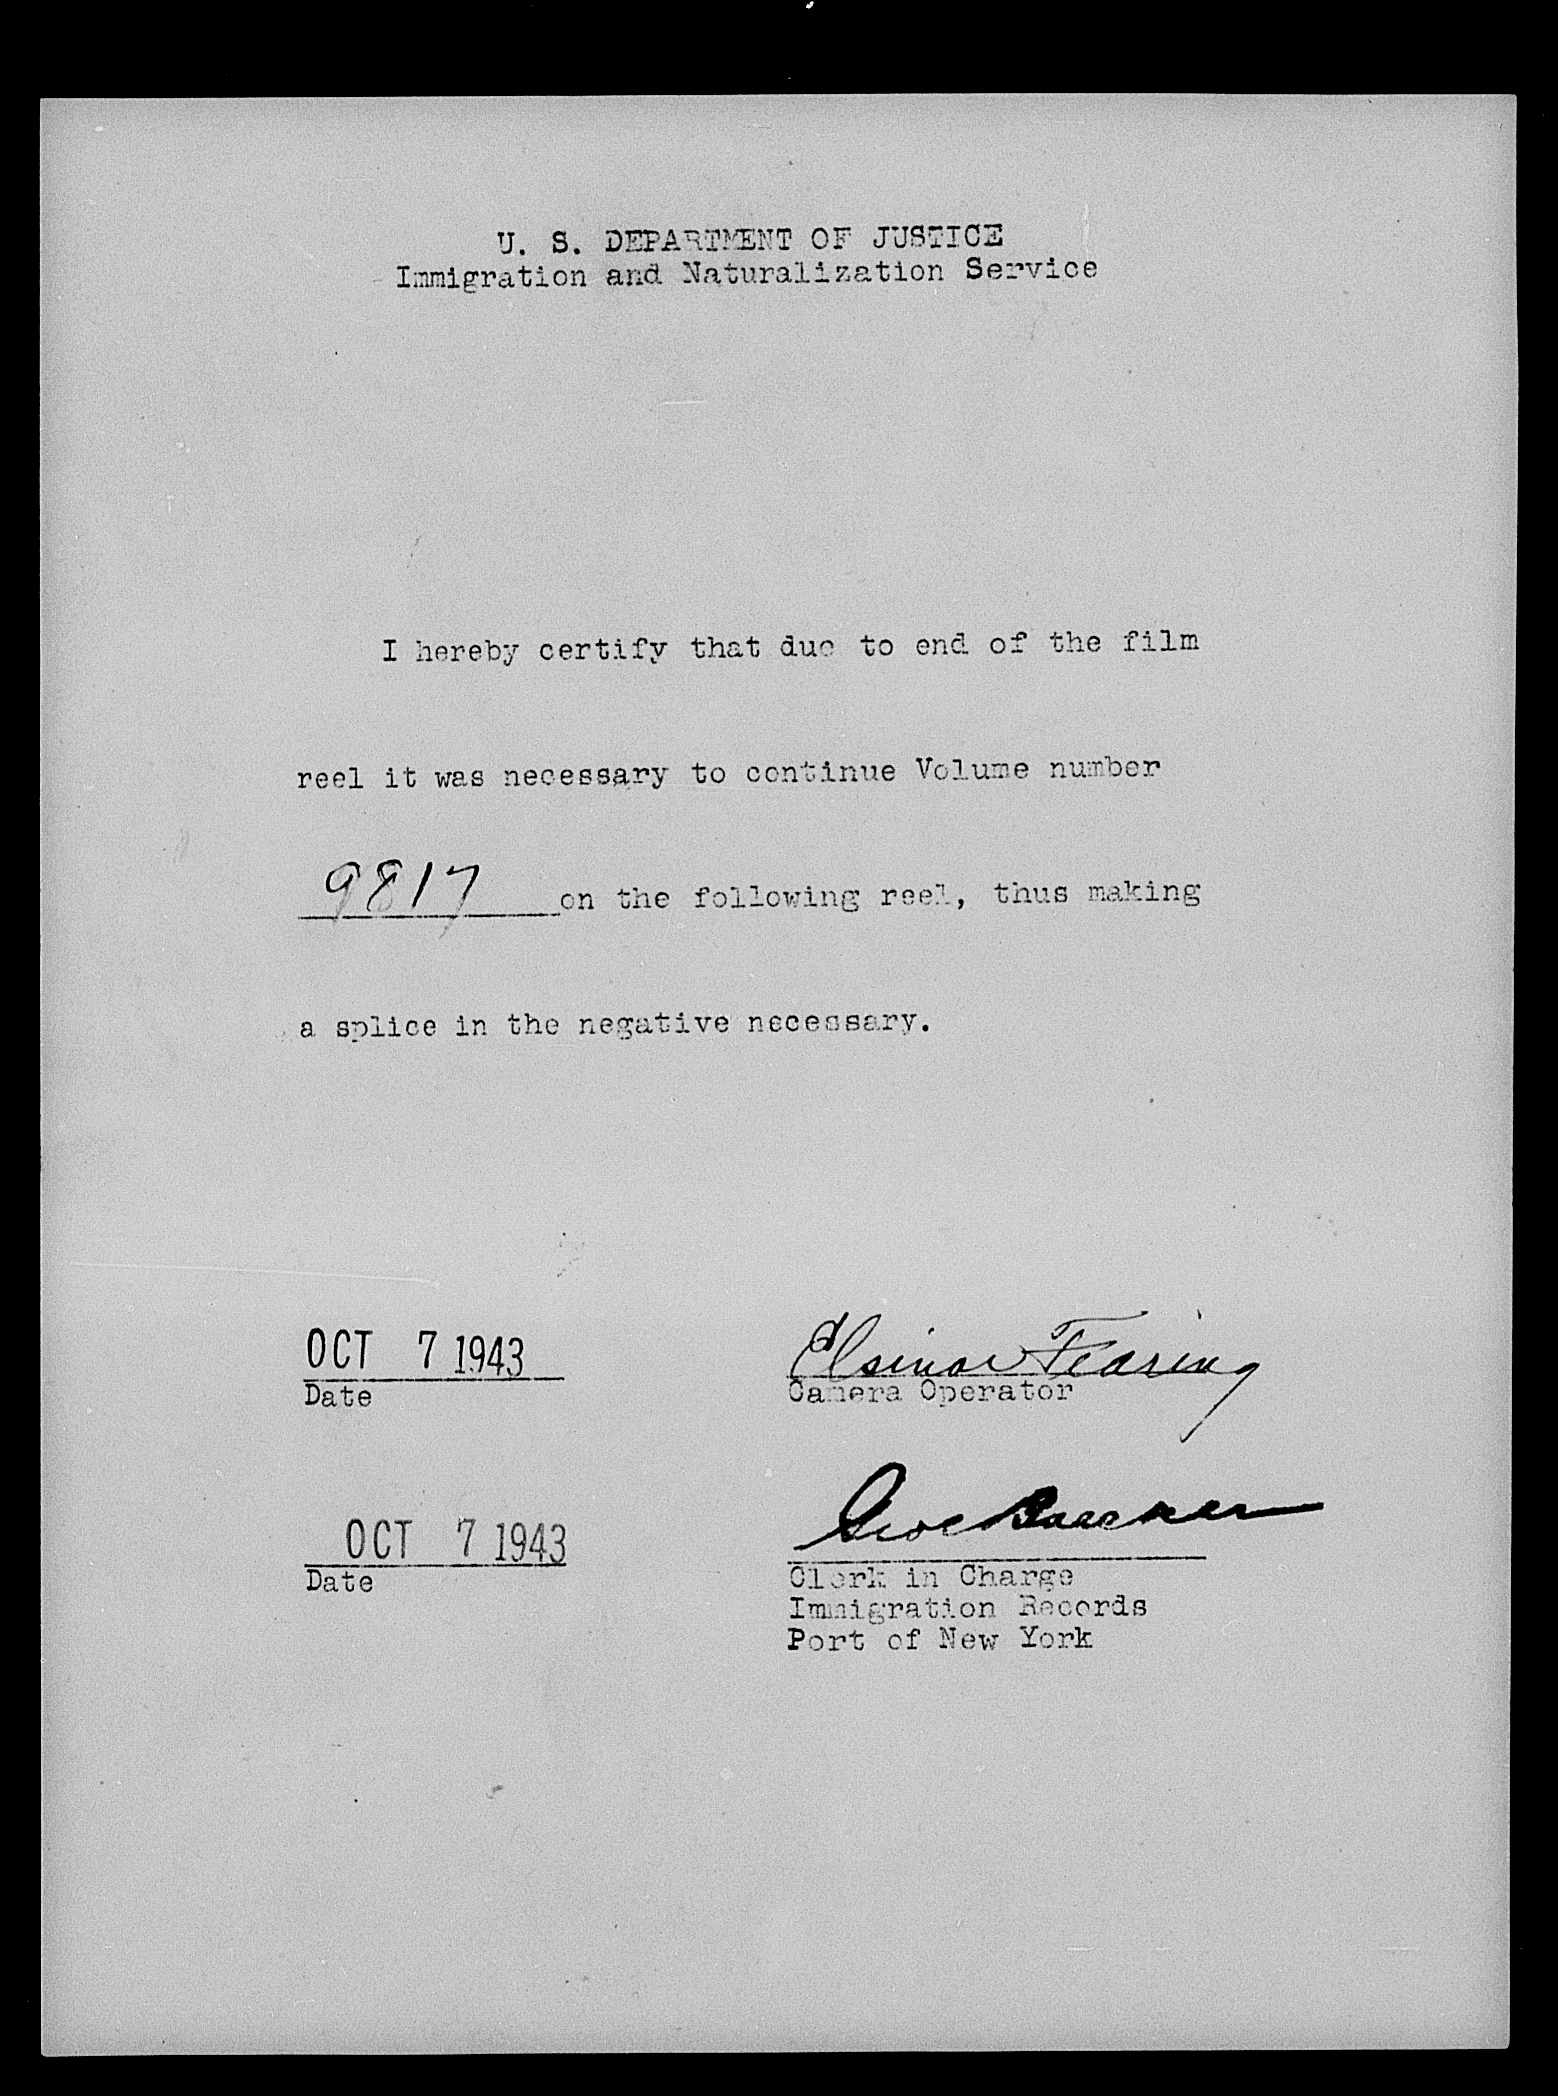 U. S. DEPARTMENT OF JUSTICE
Immigration and Naturalization Service
I hereby certify that due to end of the film
reel it was necessary to continue Volume number
9817 on the following reel, thus making
a splice in the negative necessary.
OCT 7 1943
Date
Elsinor Fearing
Camera Operator
OCT 7 1943
Date
Clerk in Charge
Immigration Records
Port of New York